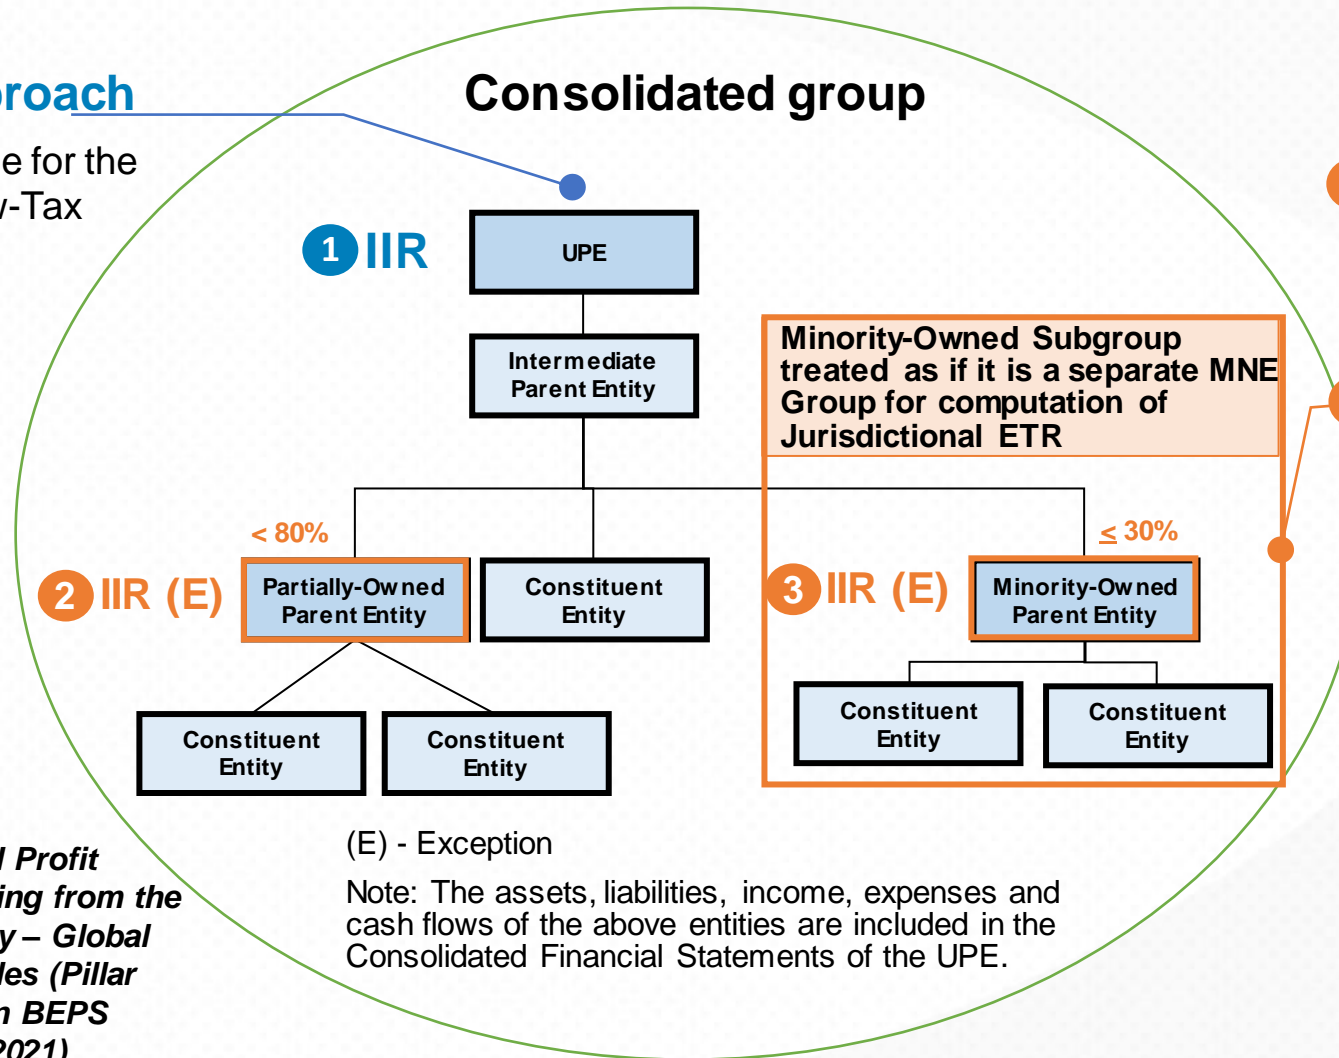 proach
Consolidated group
e for the
w-Tax
1 IIR
UPE
Intermediate
Parent Entity
Minority-Owned Subgroup
treated as if it is a separate MNE
Group for computation of
Jurisdictional ETR
< 80%
≤ 30%
2 IIR (E)
Partially-Owned
Parent Entity
Constituent
Entity
3 IIR (E)
Minority-Owned
Parent Entity
Constituent
Entity
Constituent
Entity
Constituent
Entity
Constituent
Entity
(E) - Exception
Note: The assets, liabilities, income, expenses and
cash flows of the above entities are included in the
Consolidated Financial Statements of the UPE.
l Profit
ing from the
y – Global
les (Pillar
n BEPS
2021)